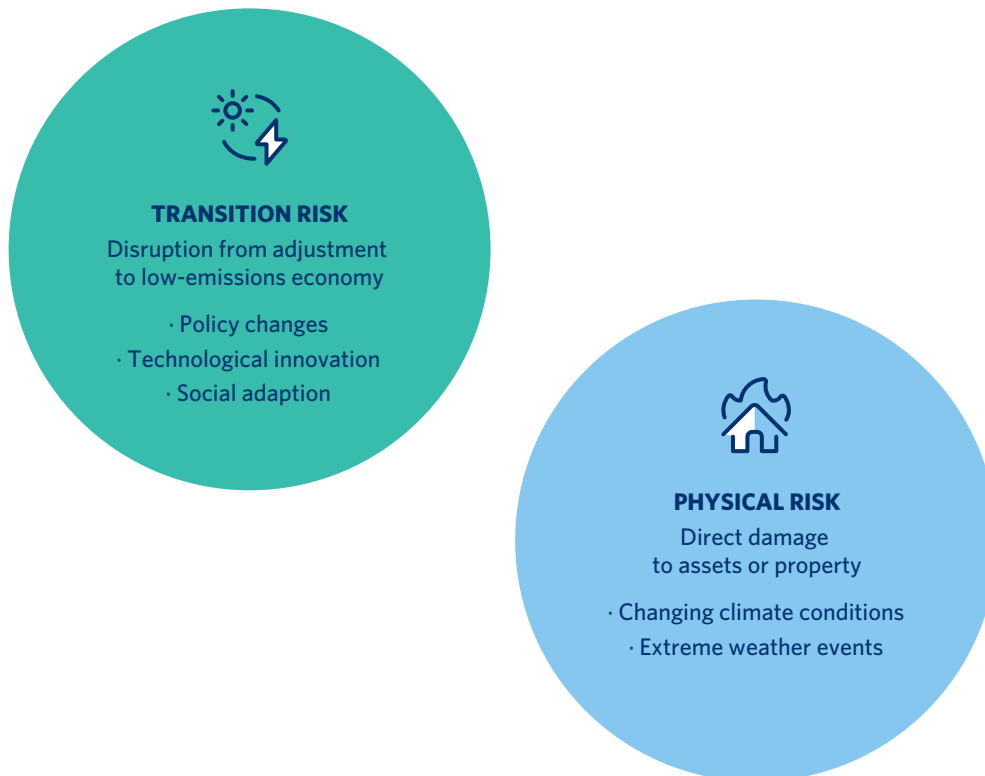 TRANSITION RISK
Disruption from adjustment
to low-emissions economy
· Policy changes
· Technological innovation
· Social adaption
PHYSICAL RISK
Direct damage
to assets or property
· Changing climate conditions
· Extreme weather events